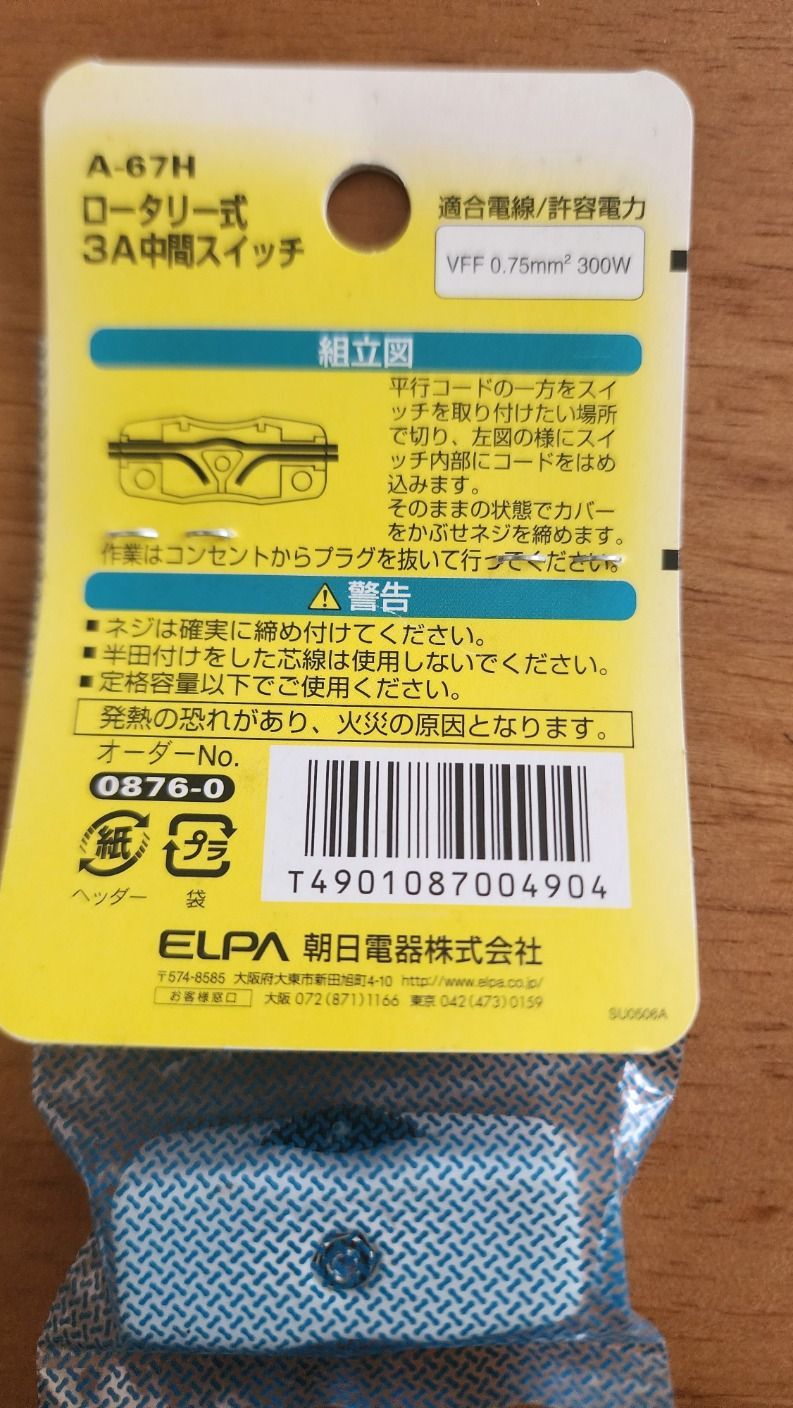 A-67H
ロータリー式
3A中間スイッチ
適合電線/許容電力
VFF 0.75mm² 300W
組立図
平行コードの一方をスイ
ッチを取り付けたい場所
で切り、左図の様にスイ
ッチ内部にコードをはめ
込みます。
そのままの状態でカバー
をかぶせネジを締めます。
作業はコンセントからプラグを抜いて行ってください。
警告
■ネジは確実に締め付けてください。
■半田付けをした芯線は使用しないでください。
■定格容量以下でご使用ください。
発熱の恐れがあり、火災の原因となります。
オーダーNo.
0876-0
紙
プラ
ヘッダー
袋
T4901087004904
ELPA 朝日電器株式会社
〒574-8585 大阪府大東市新田旭町4-10 http://www.elpa.co.jp/
お客様窓口 大阪 072(871)1166 東京 042(473)0159
SU0506A